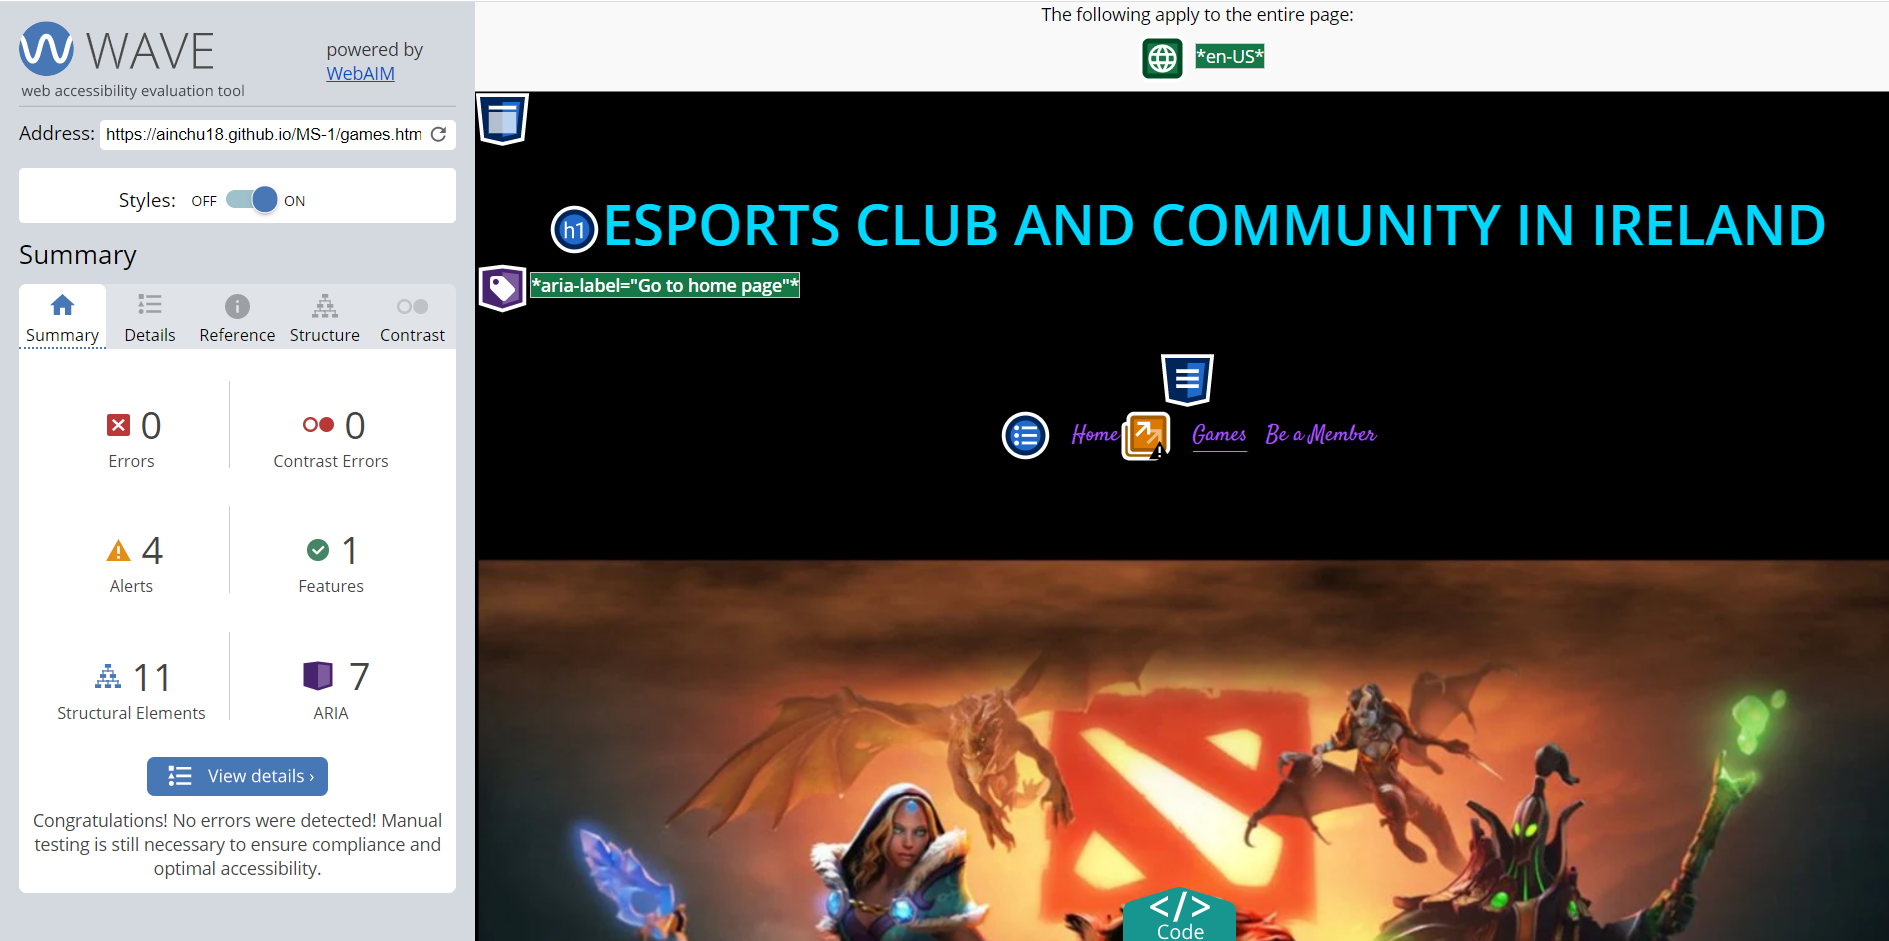 WAVE
powered by
WebAIM
web accessibility evaluation tool
Address: https://ainchu18.github.io/MS-1/games.htm
Styles: OFF ON
Summary
Summary Details Reference Structure Contrast
0 0
Errors Contrast Errors
4 1
Alerts Features
11 7
Structural Elements ARIA
View details ›
Congratulations! No errors were detected! Manual
testing is still necessary to ensure compliance and
optimal accessibility.
The following apply to the entire page:
*en-US*
h1 ESPORTS CLUB AND COMMUNITY IN IRELAND
*aria-label="Go to home page"*
Home Games Be a Member
</>
Code